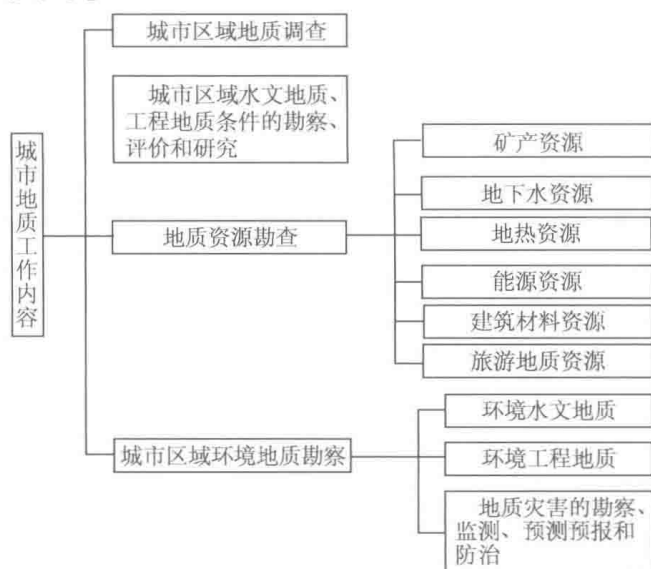 城市地质工作内容
城市区域地质调查
城市区域水文地质、
工程地质条件的勘察、
评价和研究
地质资源勘查
矿产资源
地下水资源
地热资源
能源资源
建筑材料资源
旅游地质资源
城市区域环境地质勘察
环境水文地质
环境工程地质
地质灾害的勘察、
监测、预测预报和
防治